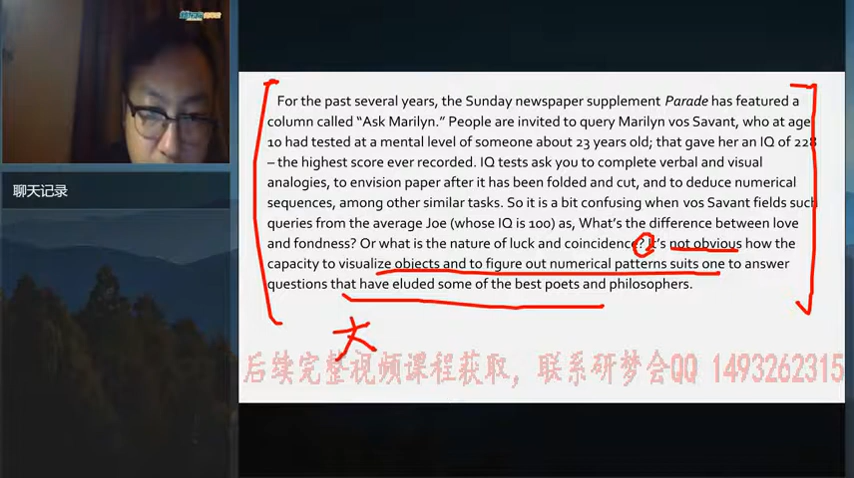 聊天记录
For the past several years, the Sunday newspaper supplement Parade has featured a
column called “Ask Marilyn.” People are invited to query Marilyn vos Savant, who at age
10 had tested at a mental level of someone about 23 years old; that gave her an IQ of 228
– the highest score ever recorded. IQ tests ask you to complete verbal and visual
analogies, to envision paper after it has been folded and cut, and to deduce numerical
sequences, among other similar tasks. So it is a bit confusing when vos Savant fields such
queries from the average Joe (whose IQ is 100) as, What's the difference between love
and fondness? Or what is the nature of luck and coincidence? It's not obvious how the
capacity to visualize objects and to figure out numerical patterns suits one to answer
questions that have eluded some of the best poets and philosophers.
大
后续完整视频课程获取，联系研梦会QQ 1493262315